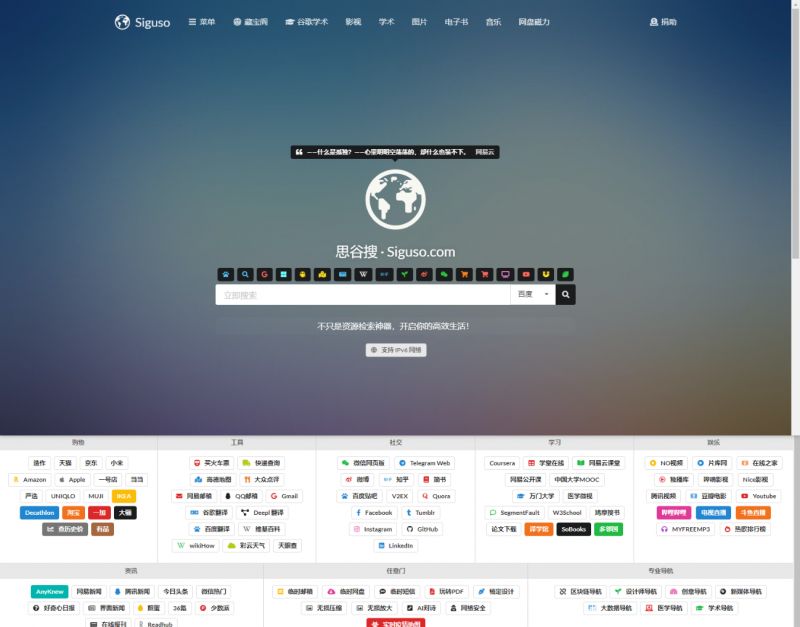 Siguso 菜单 藏宝阁 谷歌学术 影视 学术 图片 电子书 音乐 网盘磁力 捐助
——什么是孤独? ——心里明明空荡荡的，却什么也装不下。 网易云
思谷搜 · Siguso.com
立即搜索 百度
不只是资源检索神器，开启你的高效生活！
支持 IPv6 网络
购物 工具 社交 学习 娱乐
造作 天猫 京东 小米
Amazon Apple 一号店 当当
严选 UNIQLO MUJI IKEA
Decathlon 淘宝 一加 大猫
查历史价 有品
买火车票 快递查询
高德地图 大众点评
网易邮箱 QQ邮箱 Gmail
谷歌翻译 Deepl 翻译
百度翻译 维基百科
wikiHow 彩云天气 天眼查
微信网页版 Telegram Web
微博 知乎 简书
百度贴吧 V2EX Quora
Facebook Tumblr
Instagram GitHub
LinkedIn
Coursera 学堂在线 网易云课堂
网易公开课 中国大学MOOC
万门大学 医学微视
SegmentFault W3School 鸠摩搜书
论文下载 搜学院 SoBooks 多邻国
NO视频 片库网 在线之家
独播库 哔嘀影视 Nice影视
腾讯视频 豆瓣电影 Youtube
哔哩哔哩 电视直播 斗鱼直播
MYFREEMP3 热歌排行榜
资讯 任意门 专业导航
AnyKnew 网易新闻 腾讯新闻 今日头条 微信热门
好奇心日报 界面新闻 煎蛋 36氪 少数派
在线报刊 Readhub
临时邮箱 临时网盘 临时短信 玩转PDF 稿定设计
无损压缩 无损放大 AI对诗 网络安全
实时疫情地图
区块链导航 设计师导航 创意导航 新媒体导航
大数据导航 医学导航 学术导航